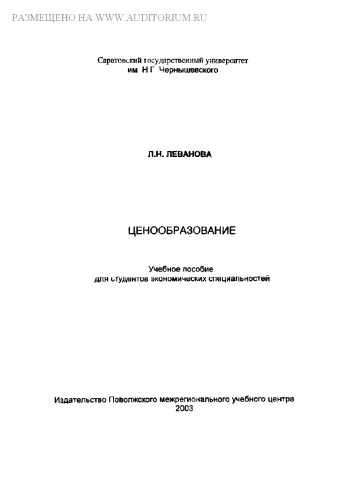 РАЗМЕЩЕНО НА WWW.AUDITORIUM.RU
Саратовский государственный университет
им Н Г Чернышевского
Л.Н. ЛЕВАНОВА
ЦЕНООБРАЗОВАНИЕ
Учебное пособие
для студентов экономических специальностей
Издательство Поволжского межрегионального учебного центра
2003